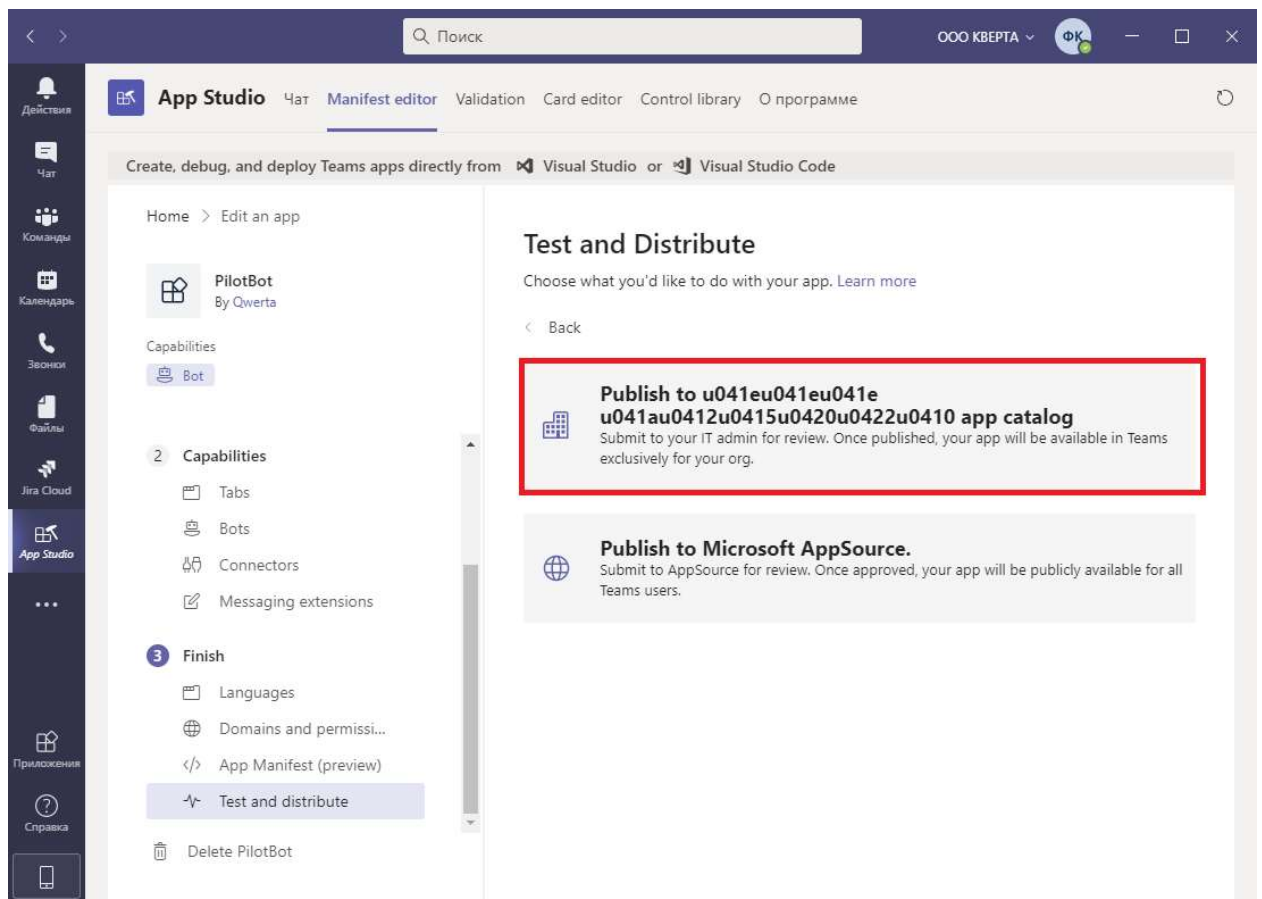 Поиск
ООО КВЕРТА
ФК
Действия
Чат
Команды
Календарь
Звонки
Файлы
Jira Cloud
App Studio
Приложения
Справка
App Studio Чат Manifest editor Validation Card editor Control library О программе
Create, debug, and deploy Teams apps directly from Visual Studio or Visual Studio Code
Home > Edit an app
PilotBot
By Qwerta
Capabilities
Bot
2 Capabilities
Tabs
Bots
Connectors
Messaging extensions
3 Finish
Languages
Domains and permissi...
App Manifest (preview)
Test and distribute
Delete PilotBot
Test and Distribute
Choose what you'd like to do with your app. Learn more
< Back
Publish to u041eu041eu041e
u041au0412u0415u0420u0422u0410 app catalog
Submit to your IT admin for review. Once published, your app will be available in Teams
exclusively for your org.
Publish to Microsoft AppSource.
Submit to AppSource for review. Once approved, your app will be publicly available for all
Teams users.